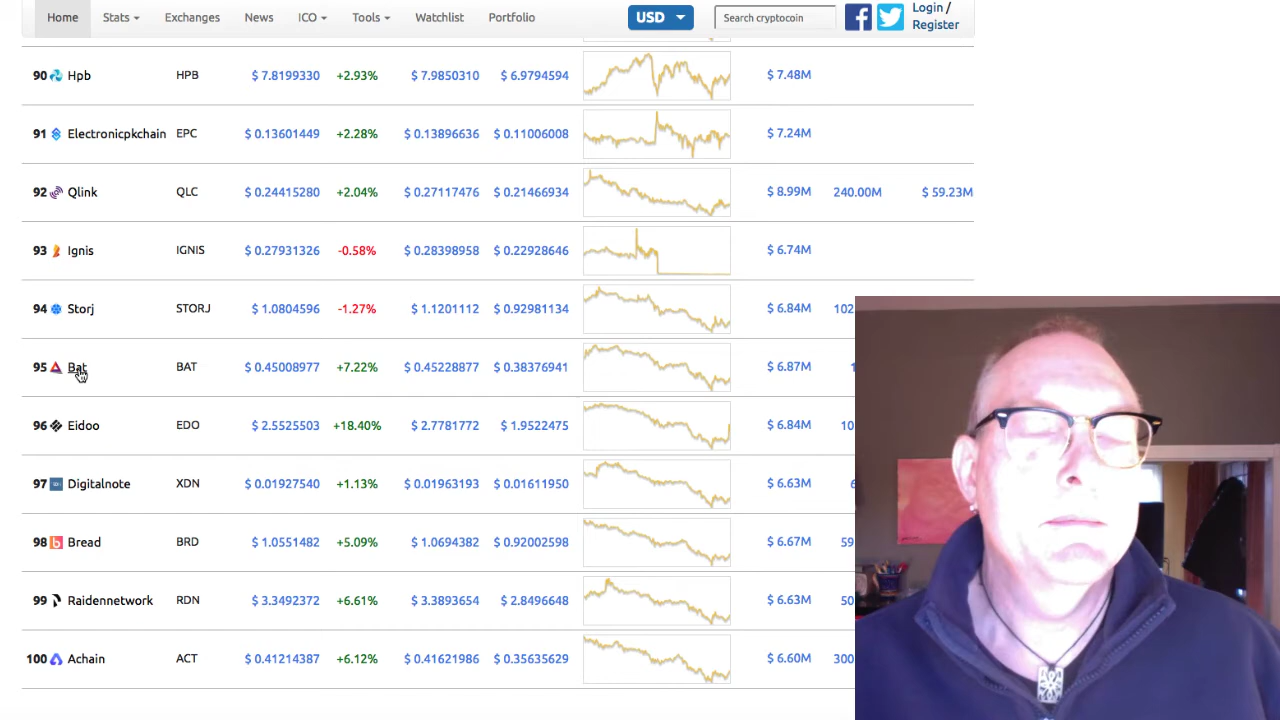 Home Stats Exchanges News ICO Tools Watchlist Portfolio USD Search cryptocoin Login / Register
90 Hpb HPB $ 7.8199330 +2.93% $ 7.9850310 $ 6.9794594 $ 7.48M
91 Electronicpkchain EPC $ 0.13601449 +2.28% $ 0.13896636 $ 0.11006008 $ 7.24M
92 Qlink QLC $ 0.24415280 +2.04% $ 0.27117476 $ 0.21466934 $ 8.99M 240.00M $ 59.23M
93 Ignis IGNIS $ 0.27931326 -0.58% $ 0.28398958 $ 0.22928646 $ 6.74M
94 Storj STORJ $ 1.0804596 -1.27% $ 1.1201112 $ 0.92981134 $ 6.84M 102
95 Bat BAT $ 0.45008977 +7.22% $ 0.45228877 $ 0.38376941 $ 6.87M 1
96 Eidoo EDO $ 2.5525503 +18.40% $ 2.7781772 $ 1.9522475 $ 6.84M 10
97 Digitalnote XDN $ 0.01927540 +1.13% $ 0.01963193 $ 0.01611950 $ 6.63M 6
98 Bread BRD $ 1.0551482 +5.09% $ 1.0694382 $ 0.92002598 $ 6.67M 59
99 Raidennetwork RDN $ 3.3492372 +6.61% $ 3.3893654 $ 2.8496648 $ 6.63M 50
100 Achain ACT $ 0.41214387 +6.12% $ 0.41621986 $ 0.35635629 $ 6.60M 300